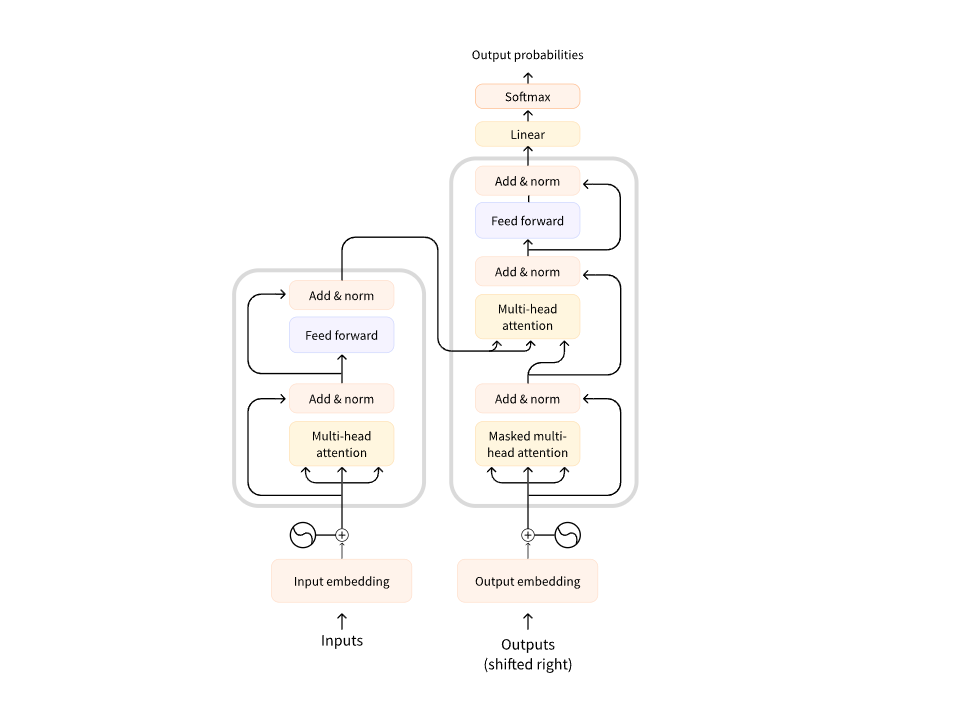 Output probabilities
Softmax
Linear
Add & norm
Feed forward
Add & norm
Multi-head
attention
Add & norm
Masked multi-
head attention
Add & norm
Feed forward
Add & norm
Multi-head
attention
Input embedding
Output embedding
Inputs
Outputs
(shifted right)